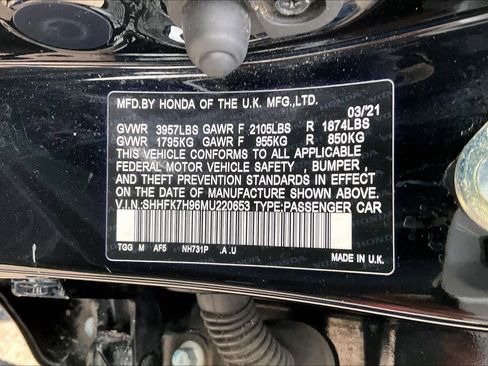 MFD.BY HONDA OF THE U.K. MFG.,LTD.
03/'21
GVWR 3957LBS GAWR F 2105LBS R 1874LBS
GVWR 1795KG GAWR F 955KG R 850KG
THIS VEHICLE CONFORMS TO ALL APPLICABLE
FEDERAL MOTOR VEHICLE SAFETY , BUMPER ,
AND THEFT PREVENTION STANDARDS IN EFFECT
ON THE DATE OF MANUFACTURE SHOWN ABOVE.
V.I.N.:SHHFK7H96MU220653 TYPE:PASSENGER CAR
TGG M AF5 NH731P .A .U
MADE IN U.K.